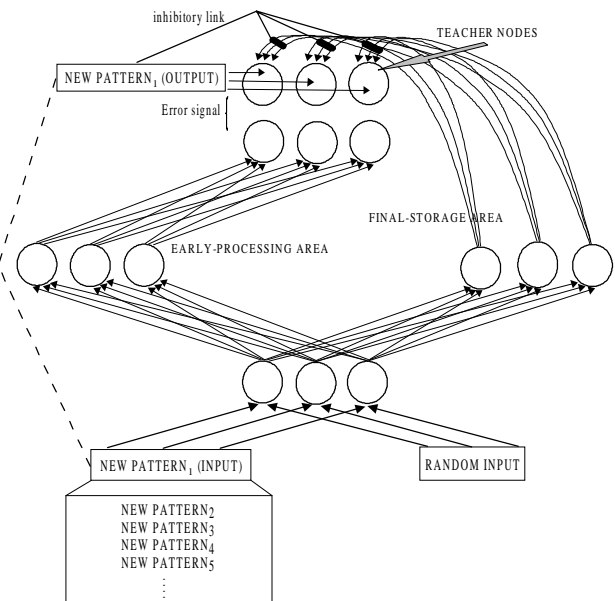 inhibitory link
TEACHER NODES
NEW PATTERN1 (OUTPUT)
Error signal
FINAL-STORAGE AREA
EARLY-PROCESSING AREA
NEW PATTERN1 (INPUT)
RANDOM INPUT
NEW PATTERN2
NEW PATTERN3
NEW PATTERN4
NEW PATTERN5